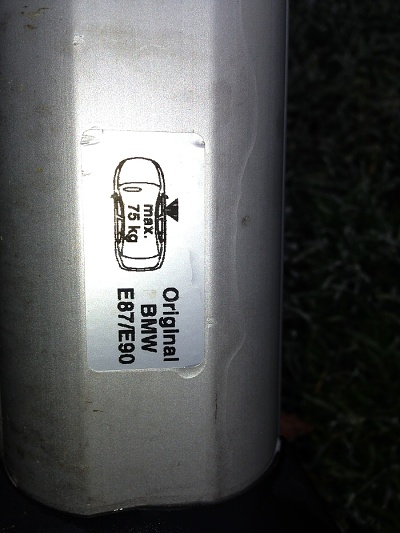 max.
75 kg
Original
BMW
E87/E90